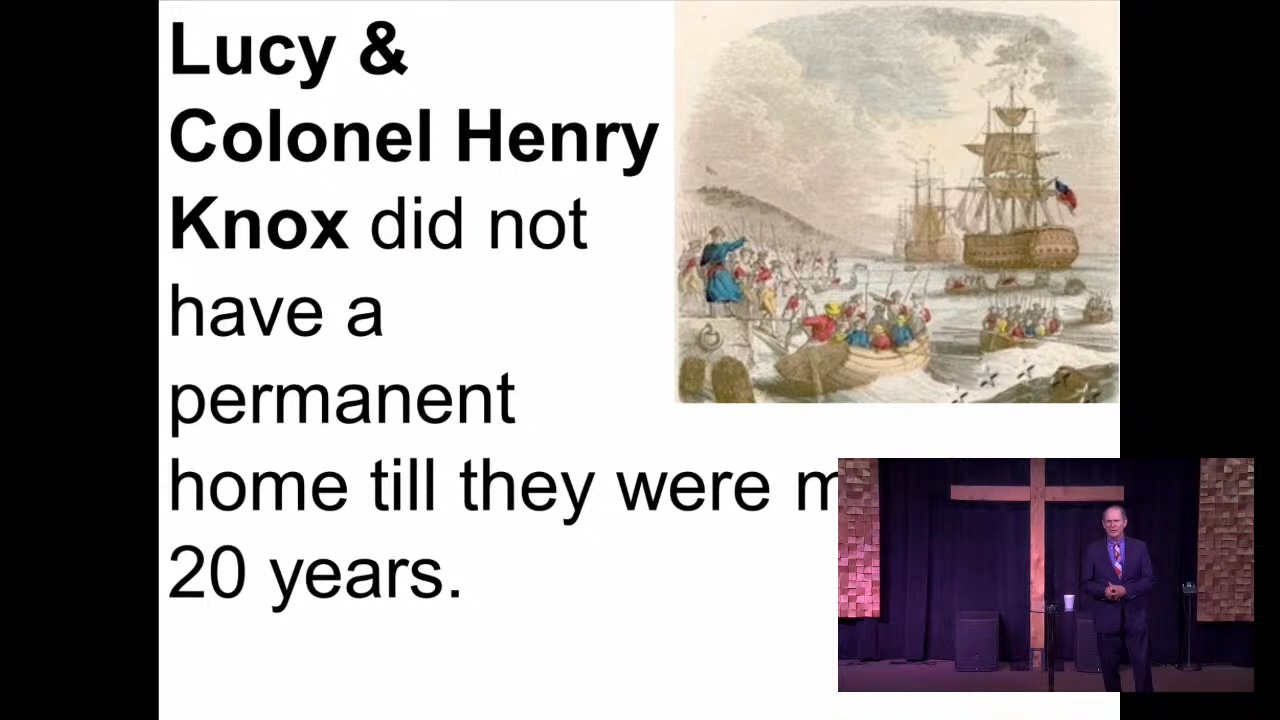 Lucy &
Colonel Henry
Knox did not
have a
permanent
home till they were
20 years.